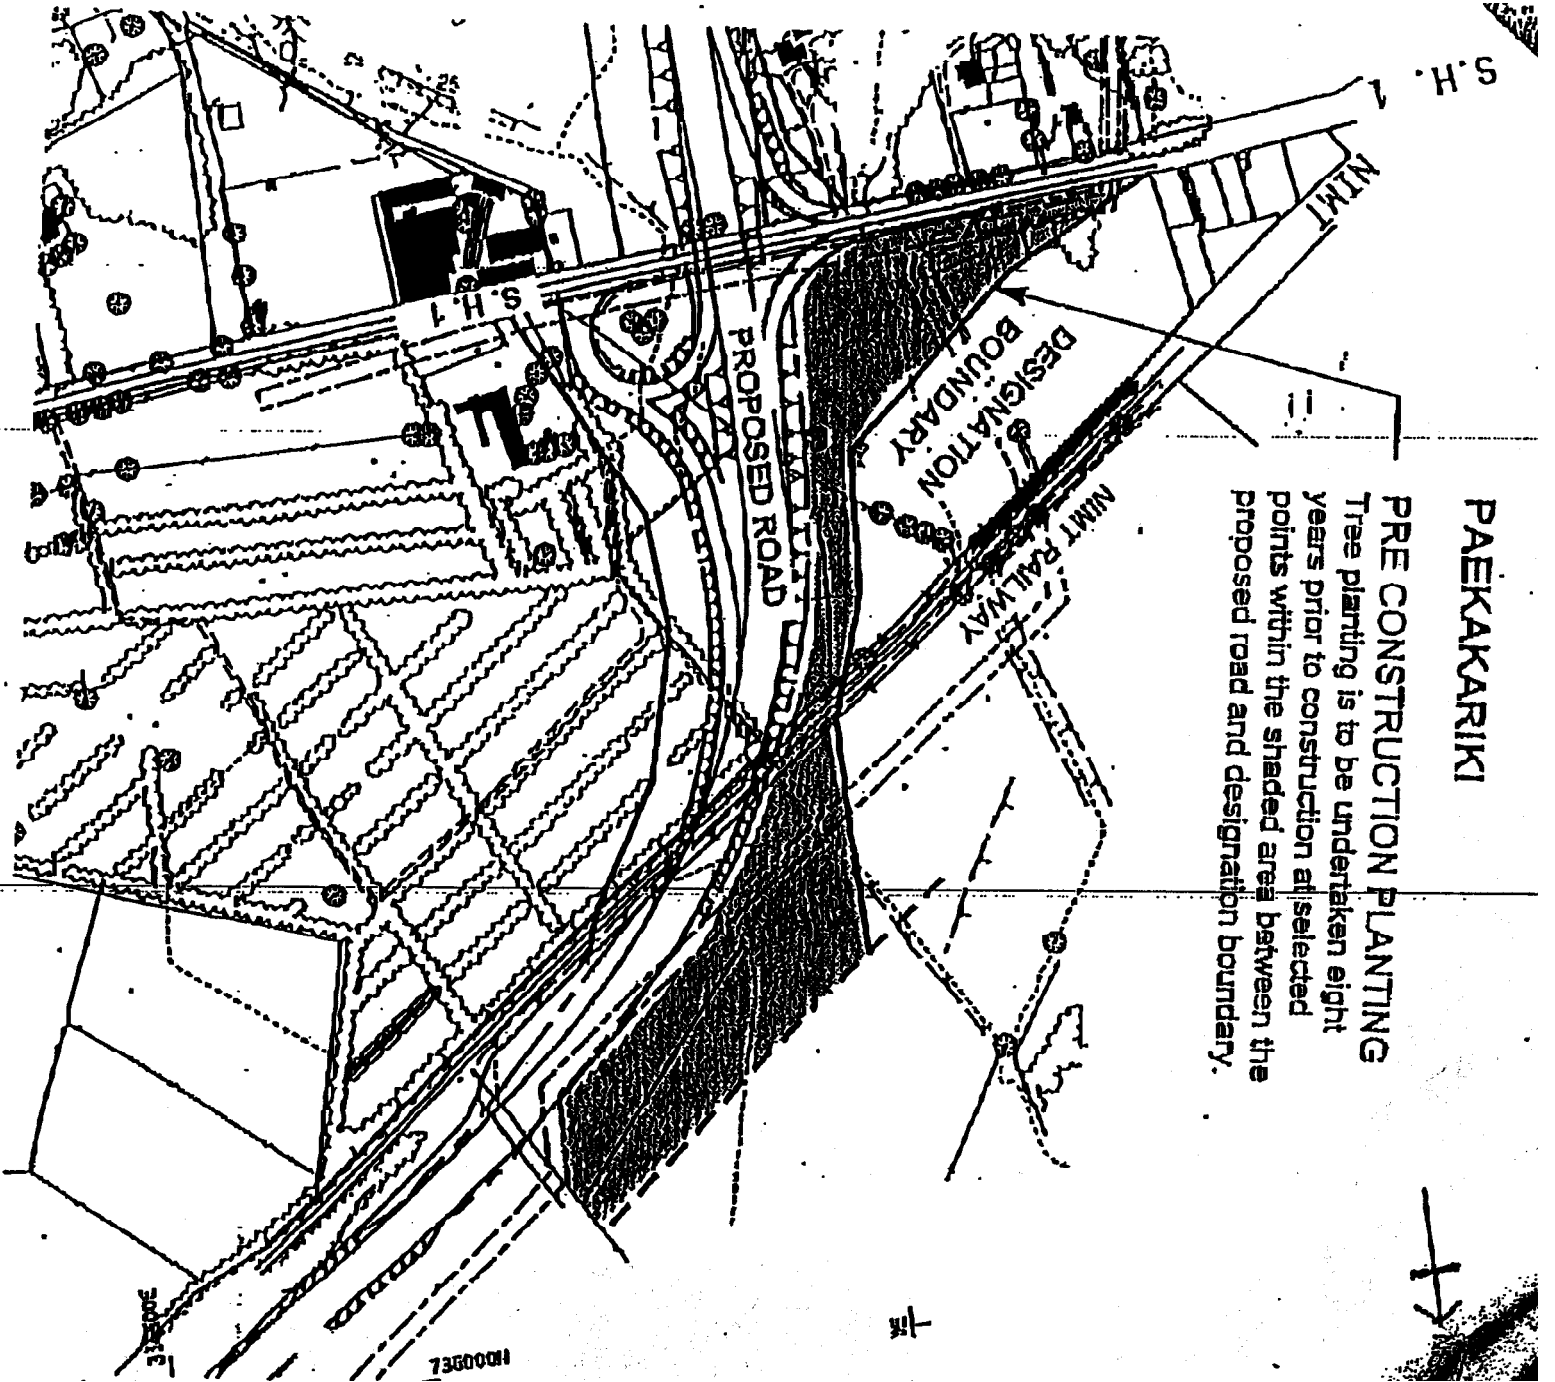 PAEKAKARIKI
PRE CONSTRUCTION PLANTING
Tree planting is to be undertaken eight
years prior to construction at selected
points within the shaded area between the
proposed road and designation boundary.
S.H. 1
NIMT
DESIGNATION
BOUNDARY
NIMT RAILWAY
PROPOSED ROAD
S.H. 1
25